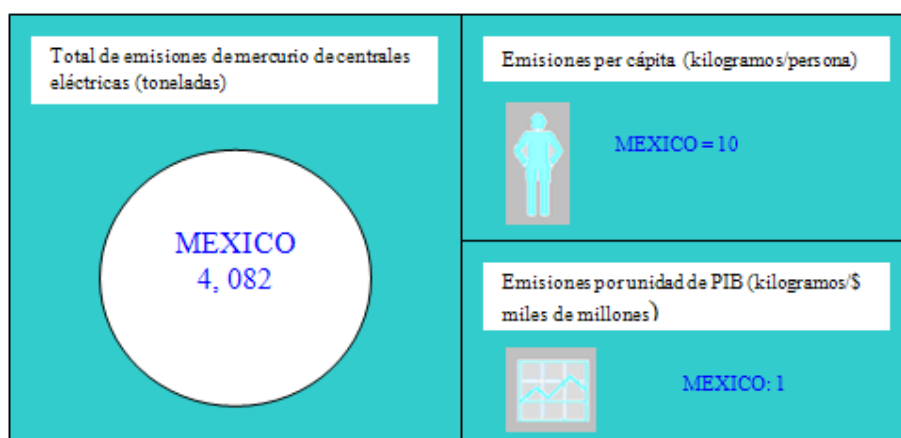 Total de emisiones de mercurio de centrales
eléctricas (toneladas)
MEXICO
4, 082
Emisiones per cápita (kilogramos/persona)
MEXICO = 10
Emisiones por unidad de PIB (kilogramos/$
miles de millones)
MEXICO: 1